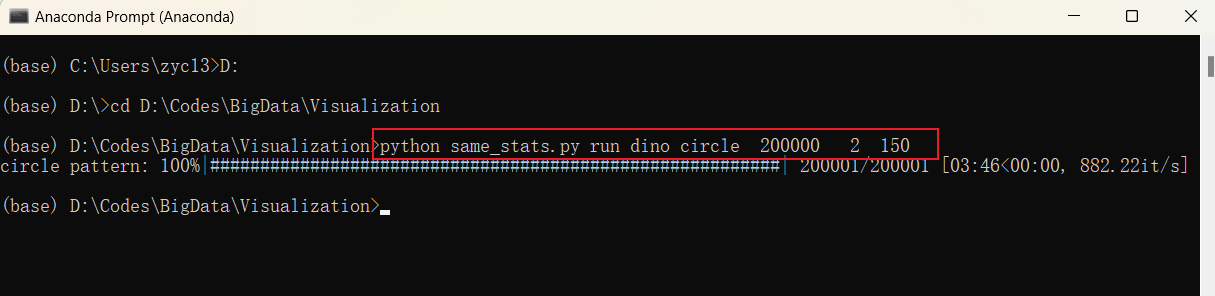 Anaconda Prompt (Anaconda)
(base) C:\Users\zyc13>D:
(base) D:\>cd D:\Codes\BigData\Visualization
(base) D:\Codes\BigData\Visualization>python same_stats.py run dino circle  200000   2  150
circle pattern: 100%|#########################################################| 200001/200001 [03:46<00:00, 882.22it/s]
(base) D:\Codes\BigData\Visualization>